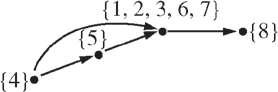 {1, 2, 3, 6, 7}
{8}
{5}
{4}